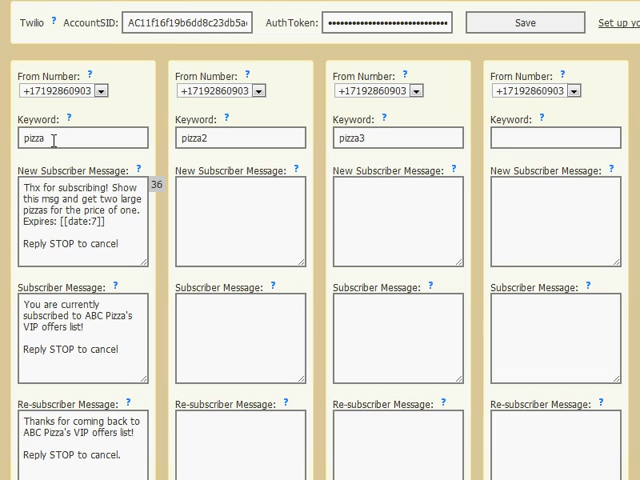 Twilio ? AccountSID: AC11f16f19b6dd8c23db5a AuthToken: •••••••••••••••••••••••••••••••• Save Set up yo
From Number: ? From Number: ? From Number: ? From Number: ?
+17192860903 +17192860903 +17192860903 +17192860903
Keyword: ? Keyword: ? Keyword: ? Keyword: ?
pizza pizza2 pizza3
New Subscriber Message: ? New Subscriber Message: ? New Subscriber Message: ? New Subscriber Message: ?
Thx for subscribing! Show 36
this msg and get two large
pizzas for the price of one.
Expires: [[date:7]]
Reply STOP to cancel
Subscriber Message: ? Subscriber Message: ? Subscriber Message: ? Subscriber Message: ?
You are currently
subscribed to ABC Pizza's
VIP offers list!
Reply STOP to cancel
Re-subscriber Message: ? Re-subscriber Message: ? Re-subscriber Message: ? Re-subscriber Message: ?
Thanks for coming back to
ABC Pizza's VIP offers list!
Reply STOP to cancel.